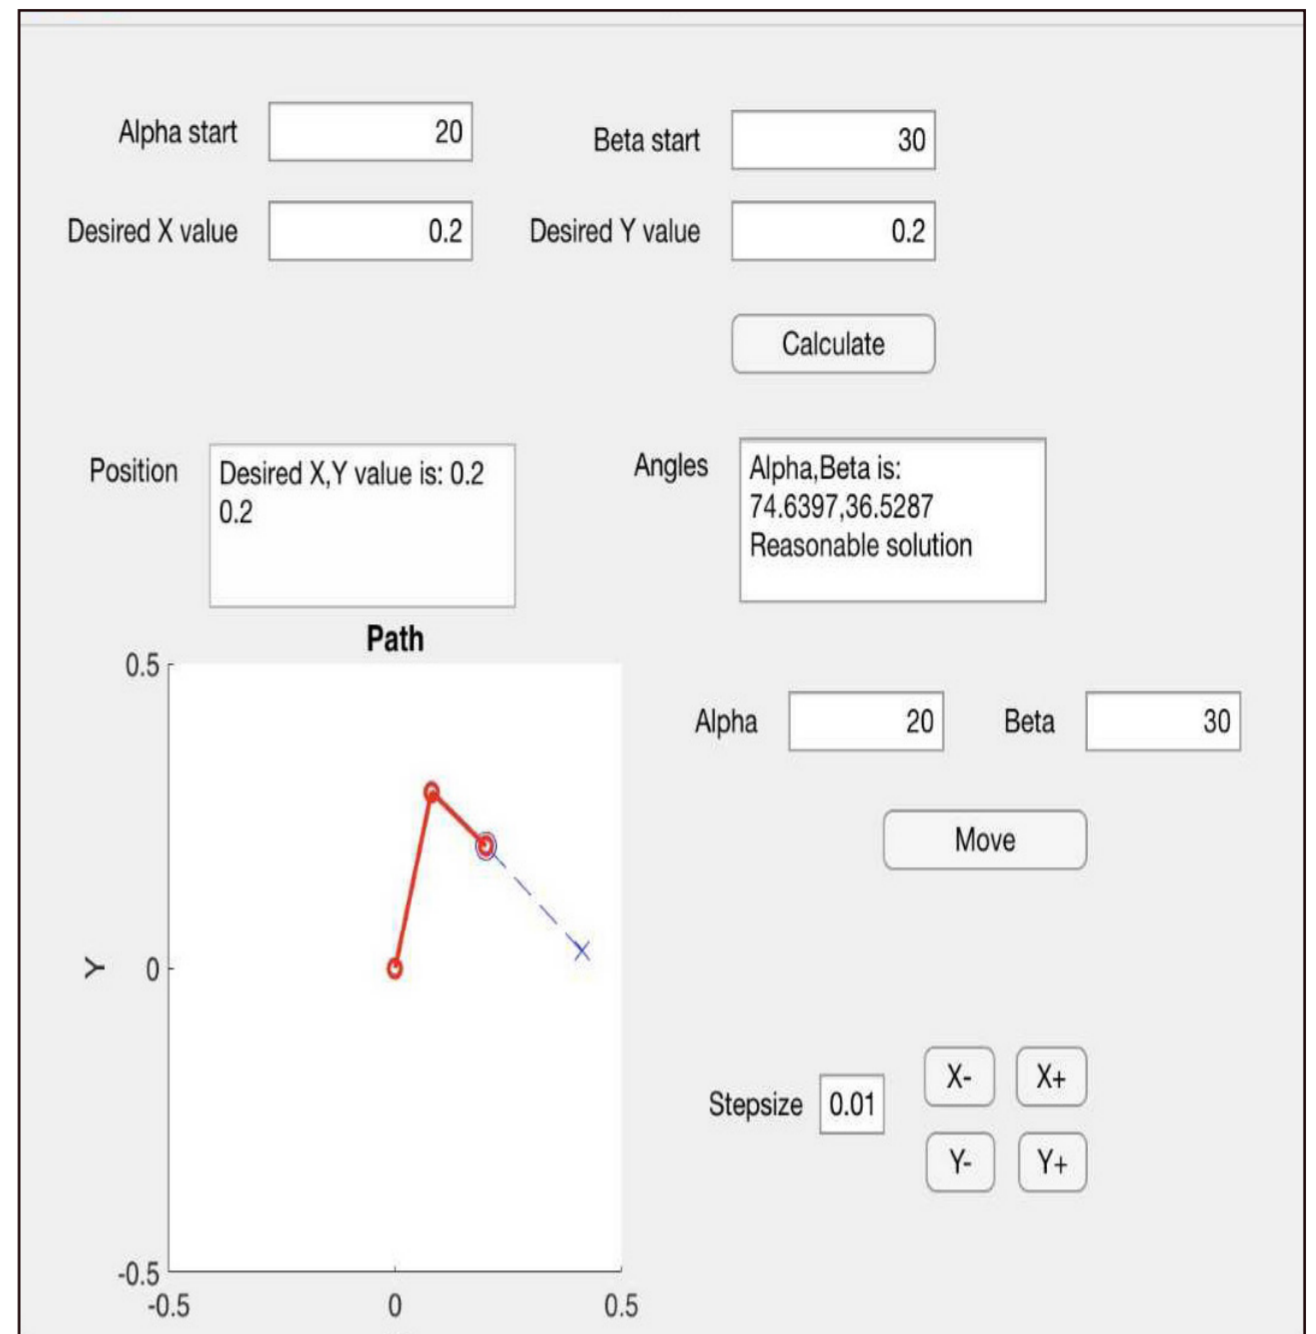 Alpha start
20
Beta start
30
Desired X value
0.2
Desired Y value
0.2
Calculate
Position
Desired X,Y value is: 0.2
0.2
Angles
Alpha,Beta is:
74.6397,36.5287
Reasonable solution
Path
0.5
Y
0
-0.5
-0.5
0
0.5
Alpha
20
Beta
30
Move
Stepsize
0.01
X-
X+
Y-
Y+